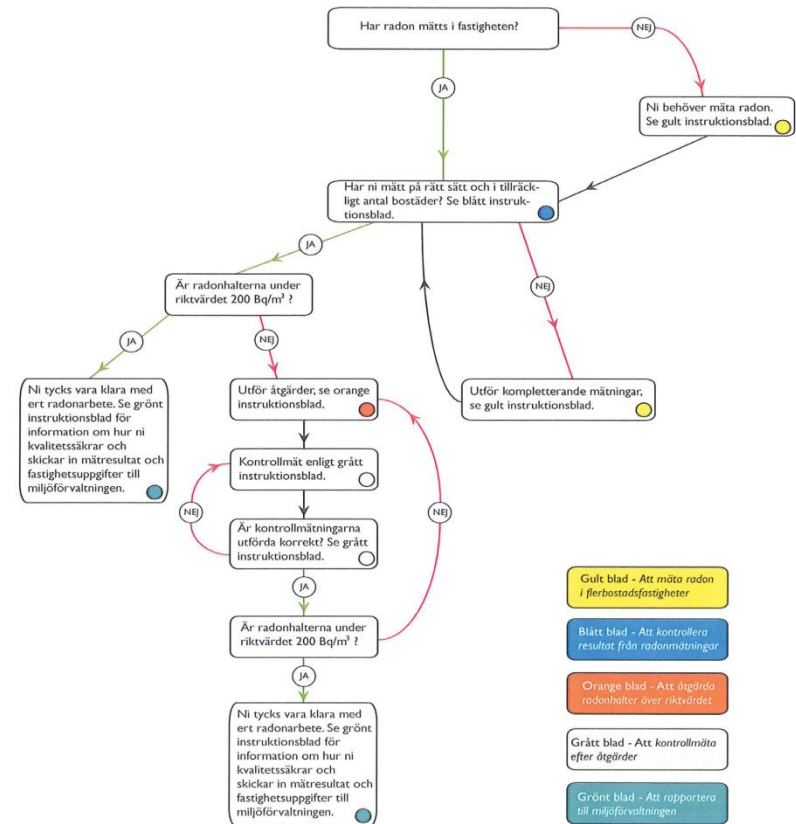 Har radon mätts i fastigheten?
NEJ
JA
Ni behöver mäta radon.
Se gult instruktionsblad.
Har ni mätt på rätt sätt och i tillräck-
ligt antal bostäder? Se blått instruk-
tionsblad.
JA
NEJ
Är radonhalterna under
riktvärdet 200 Bq/m³ ?
JA
NEJ
Ni tycks vara klara med
ert radonarbete. Se grönt
instruktionsblad för
information om hur ni
kvalitetssäkrar och
skickar in mätresultat och
fastighetsuppgifter till
miljöförvaltningen.
Utför åtgärder, se orange
instruktionsblad.
Utför kompletterande mätningar,
se gult instruktionsblad.
Kontrollmät enligt grått
instruktionsblad.
NEJ
NEJ
Är kontrollmätningarna
utförda korrekt? Se grått
instruktionsblad.
JA
Är radonhalterna under
riktvärdet 200 Bq/m³ ?
JA
Ni tycks vara klara med
ert radonarbete. Se grönt
instruktionsblad för
information om hur ni
kvalitetssäkrar och
skickar in mätresultat och
fastighetsuppgifter till
miljöförvaltningen.
Gult blad - Att mäta radon
i flerbostadsfastigheter
Blått blad - Att kontrollera
resultat från radonmätningar
Orange blad - Att åtgärda
radonhalter över riktvärdet
Grått blad - Att kontrollmäta
efter åtgärder
Grönt blad - Att rapportera
till miljöförvaltningen